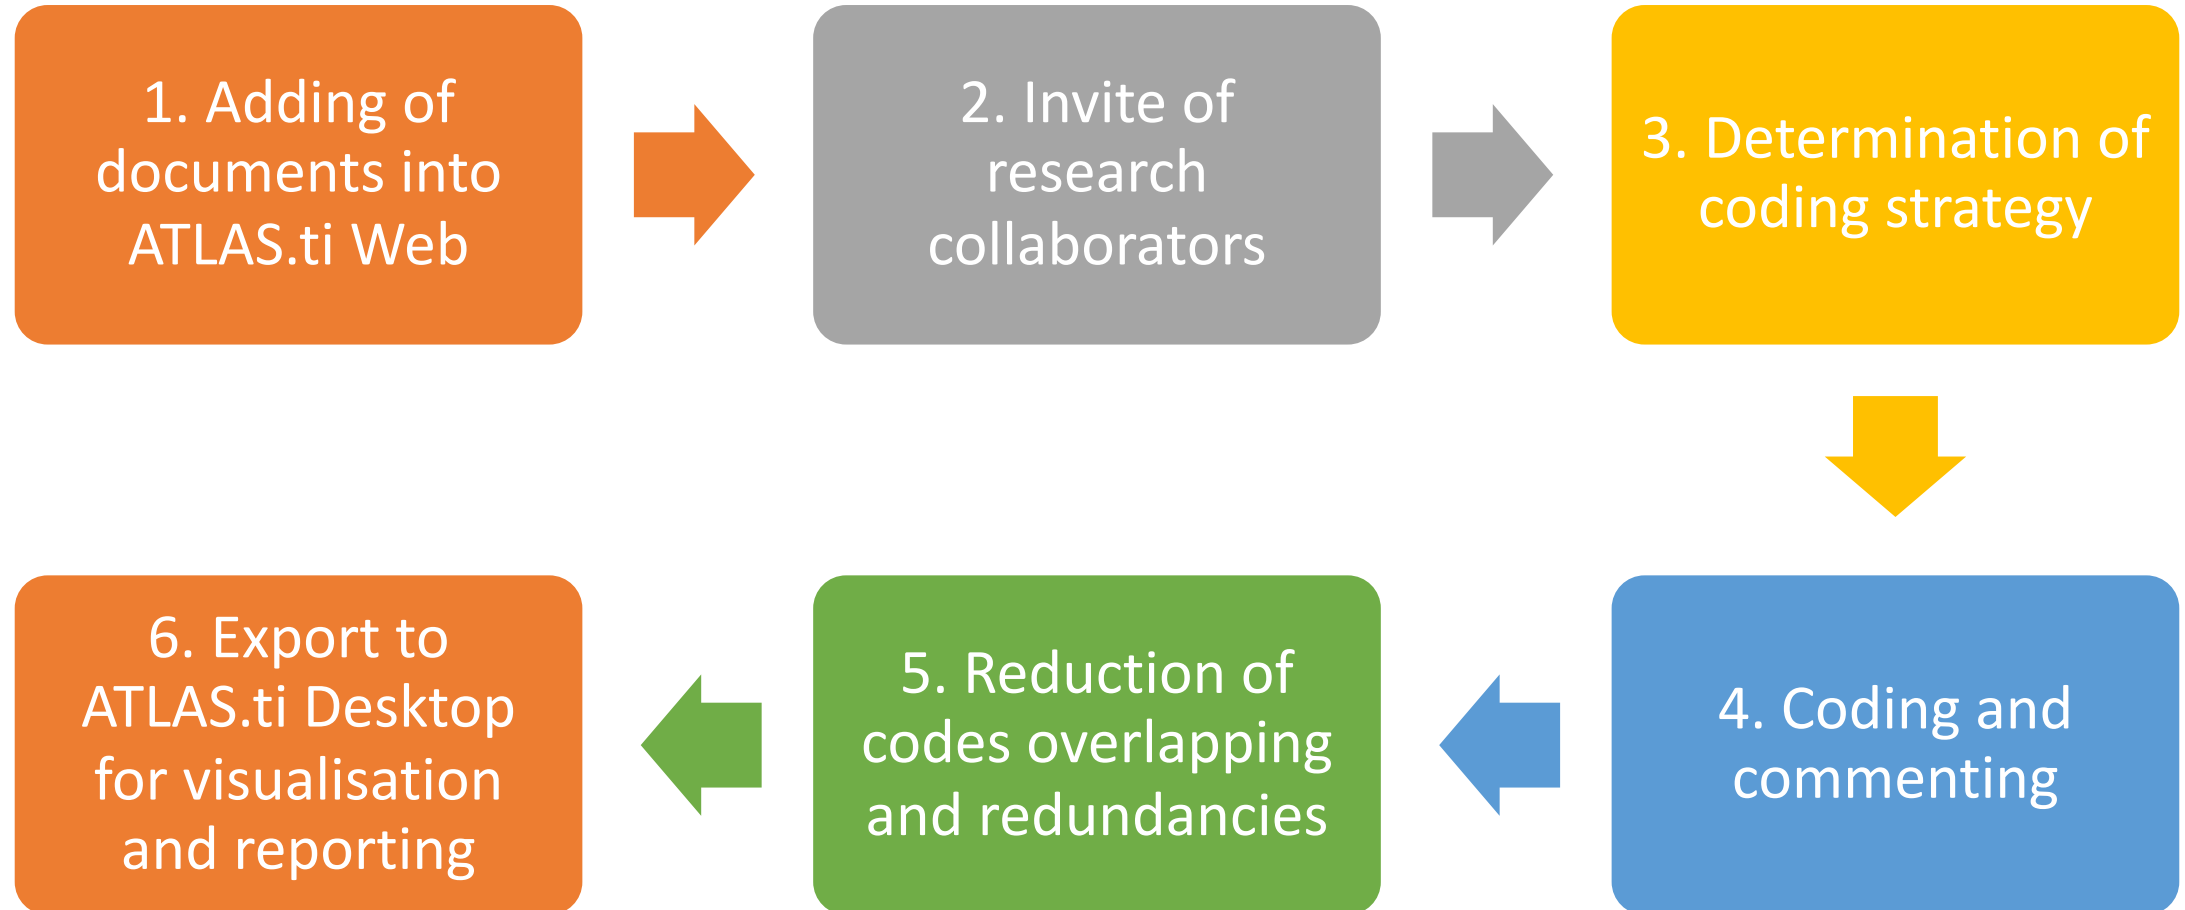 1. Adding of
documents into
ATLAS.ti Web
2. Invite of
research
collaborators
3. Determination of
coding strategy
4. Coding and
commenting
5. Reduction of
codes overlapping
and redundancies
6. Export to
ATLAS.ti Desktop
for visualisation
and reporting